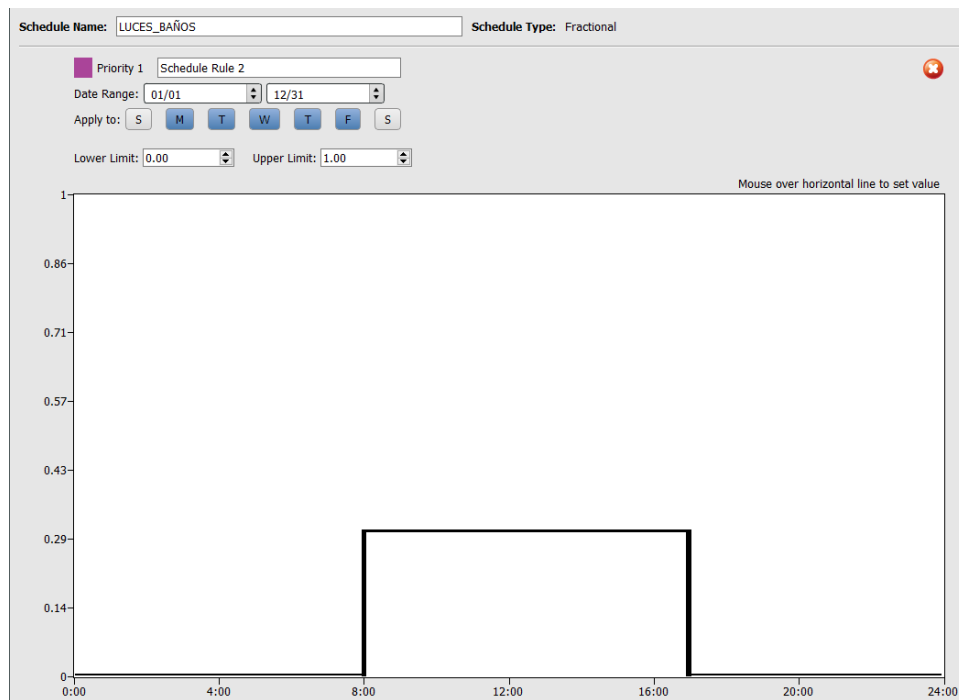 Schedule Name: LUCES_BAÑOS Schedule Type: Fractional
Priority 1 Schedule Rule 2
Date Range: 01/01 12/31
Apply to: S M T W T F S
Lower Limit: 0.00 Upper Limit: 1.00
Mouse over horizontal line to set value
1
0.86
0.71
0.57
0.43
0.29
0.14
0
0:00 4:00 8:00 12:00 16:00 20:00 24:00